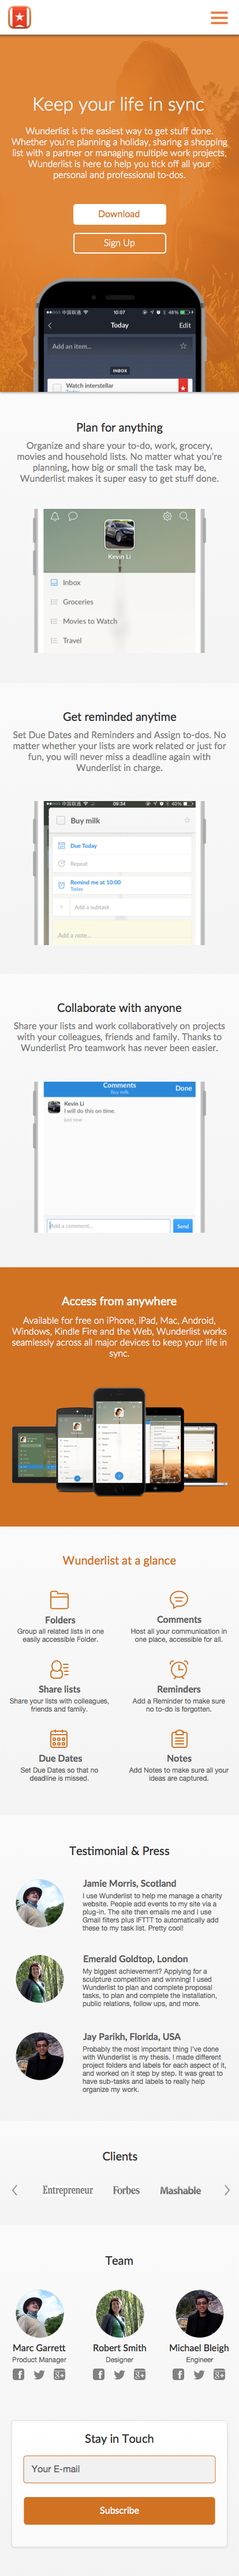 Keep your life in sync
Wunderlist is the easiest way to get stuff done.
Whether you're planning a holiday, sharing a shopping
list with a partner or managing multiple work projects,
Wunderlist is here to help you tick off all your
personal and professional to-dos.
Download
Sign Up
中国联通 10:07 48%
Today Edit
Add an item...
INBOX
Watch interstellar
Today
Plan for anything
Organize and share your to-do, work, grocery,
movies and household lists. No matter what you're
planning, how big or small the task may be,
Wunderlist makes it super easy to get stuff done.
Kevin Li
Inbox
Groceries
Movies to Watch
Travel
Get reminded anytime
Set Due Dates and Reminders and Assign to-dos. No
matter whether your lists are work related or just for
fun, you will never miss a deadline again with
Wunderlist in charge.
中国联通 09:34 40%
Buy milk
Due Today
Repeat
Remind me at 10:00
Today
Add a subtask
Add a note...
Collaborate with anyone
Share your lists and work collaboratively on projects
with your colleagues, friends and family. Thanks to
Wunderlist Pro teamwork has never been easier.
Comments
Buy milk
Done
Kevin Li
I will do this on time.
just now
Add a comment...
Send
Access from anywhere
Available for free on iPhone, iPad, Mac, Android,
Windows, Kindle Fire and the Web, Wunderlist works
seamlessly across all major devices to keep your life in
sync.
Wunderlist at a glance
Folders
Group all related lists in one
easily accessible Folder.
Comments
Host all your communication in
one place, accessible for all.
Share lists
Share your lists with colleagues,
friends and family.
Reminders
Add a Reminder to make sure
no to-do is forgotten.
Due Dates
Set Due Dates so that no
deadline is missed.
Notes
Add Notes to make sure all your
ideas are captured.
Testimonial & Press
Jamie Morris, Scotland
I use Wunderlist to help me manage a charity
website. People add events to my site via a
plug-in. The site then emails me and I use
Gmail filters plus IFTTT to automatically add
these to my task list. Pretty cool!
Emerald Goldtop, London
My biggest achievement? Applying for a
sculpture competition and winning! I used
Wunderlist to plan and complete proposal
tasks, to plan and complete the installation,
public relations, follow ups, and more.
Jay Parikh, Florida, USA
Probably the most important thing I've done
with Wunderlist is my thesis. I made different
project folders and labels for each aspect of it,
and worked on it step by step. It was great to
have sub-tasks and labels to really help
organize my work.
Clients
Entrepreneur Forbes Mashable
Team
Marc Garrett
Product Manager
Robert Smith
Designer
Michael Bleigh
Engineer
Stay in Touch
Your E-mail
Subscribe